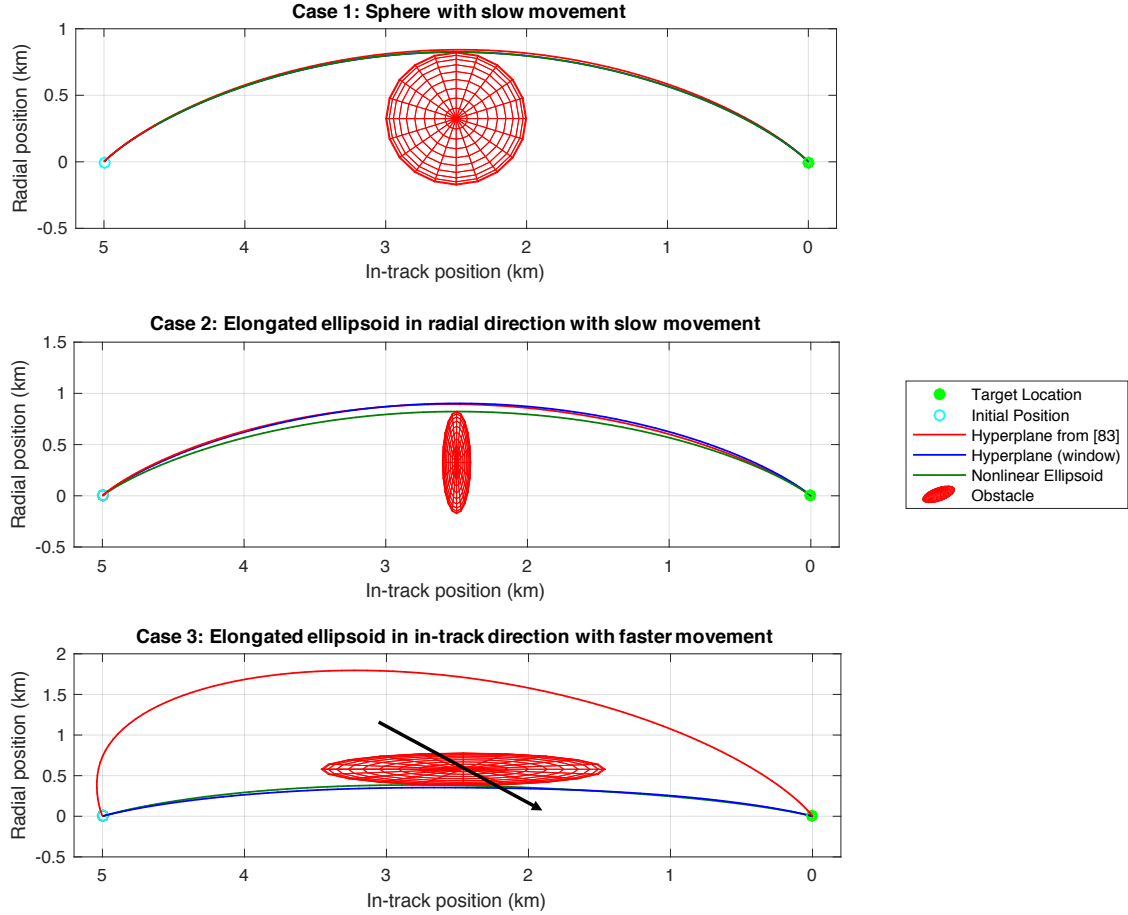 Case 1: Sphere with slow movement
1
0.5
0
-0.5
Radial position (km)
5 4 3 2 1 0
In-track position (km)
Case 2: Elongated ellipsoid in radial direction with slow movement
1.5
1
0.5
0
-0.5
Radial position (km)
5 4 3 2 1 0
In-track position (km)
Target Location
Initial Position
Hyperplane from [83]
Hyperplane (window)
Nonlinear Ellipsoid
Obstacle
Case 3: Elongated ellipsoid in in-track direction with faster movement
2
1.5
1
0.5
0
-0.5
Radial position (km)
5 4 3 2 1 0
In-track position (km)